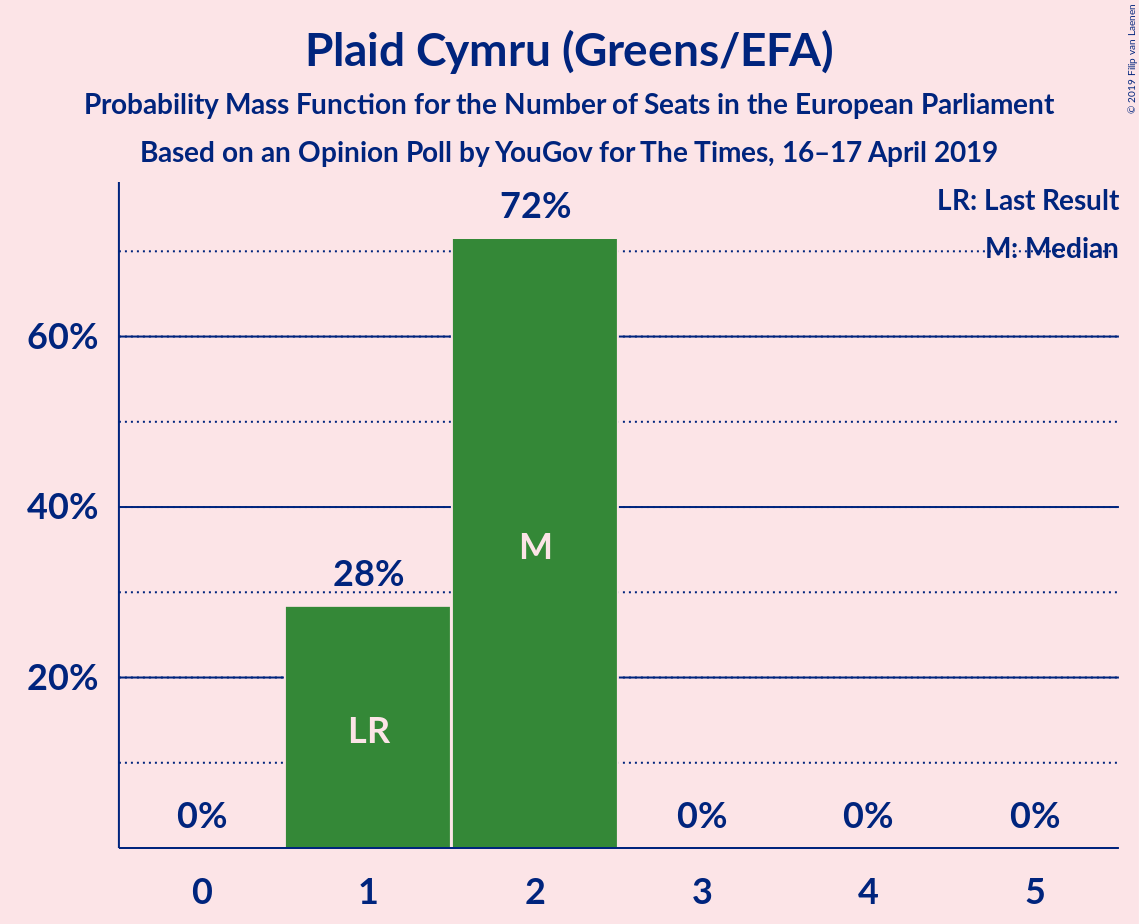 Plaid Cymru (Greens/EFA)
Probability Mass Function for the Number of Seats in the European Parliament
Based on an Opinion Poll by YouGov for The Times, 16–17 April 2019
© 2019 Filip van Laenen
LR: Last Result
M: Median
72%
60%
40%
M
28%
20%
LR
0%
0%
0%
0%
0
1
2
3
4
5